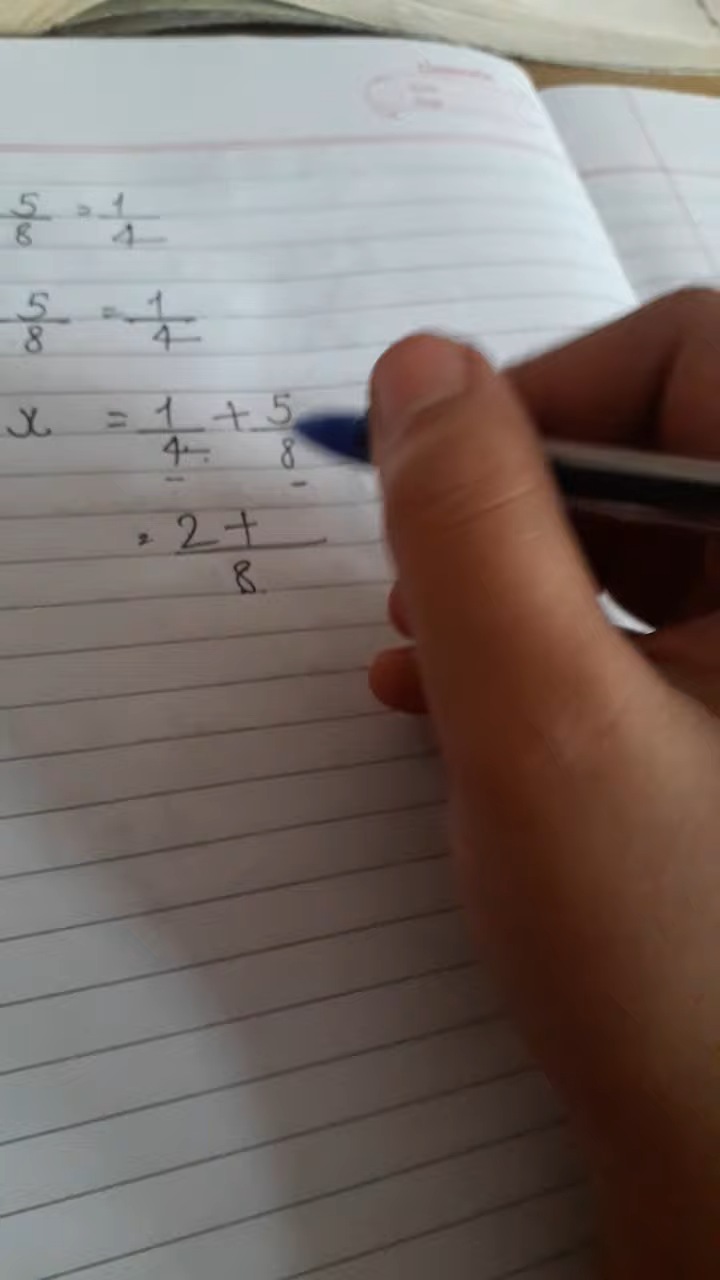 5/8 = 1/4
5/8 = 1/4
x = 1/4 + 5/8
= 2+ /8